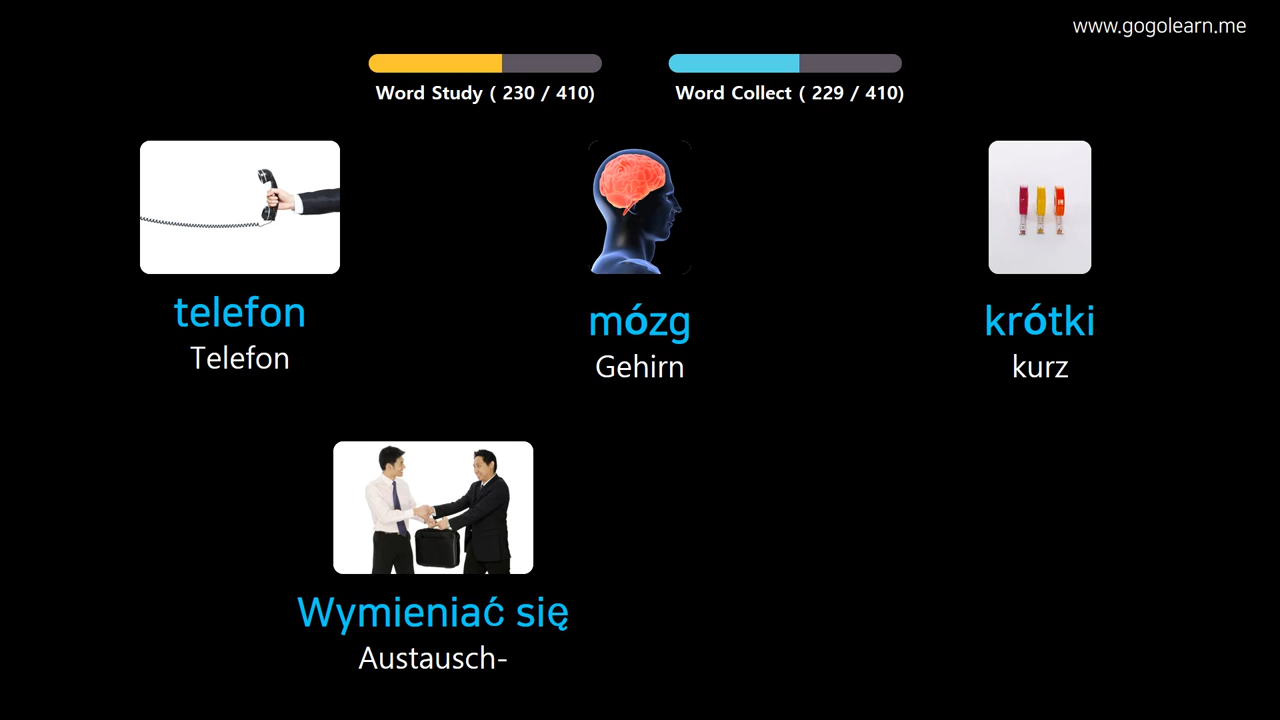 www.gogolearn.me
Word Study ( 230 / 410)
Word Collect ( 229 / 410)
telefon
Telefon
mózg
Gehirn
krótki
kurz
Wymieniać się
Austausch-